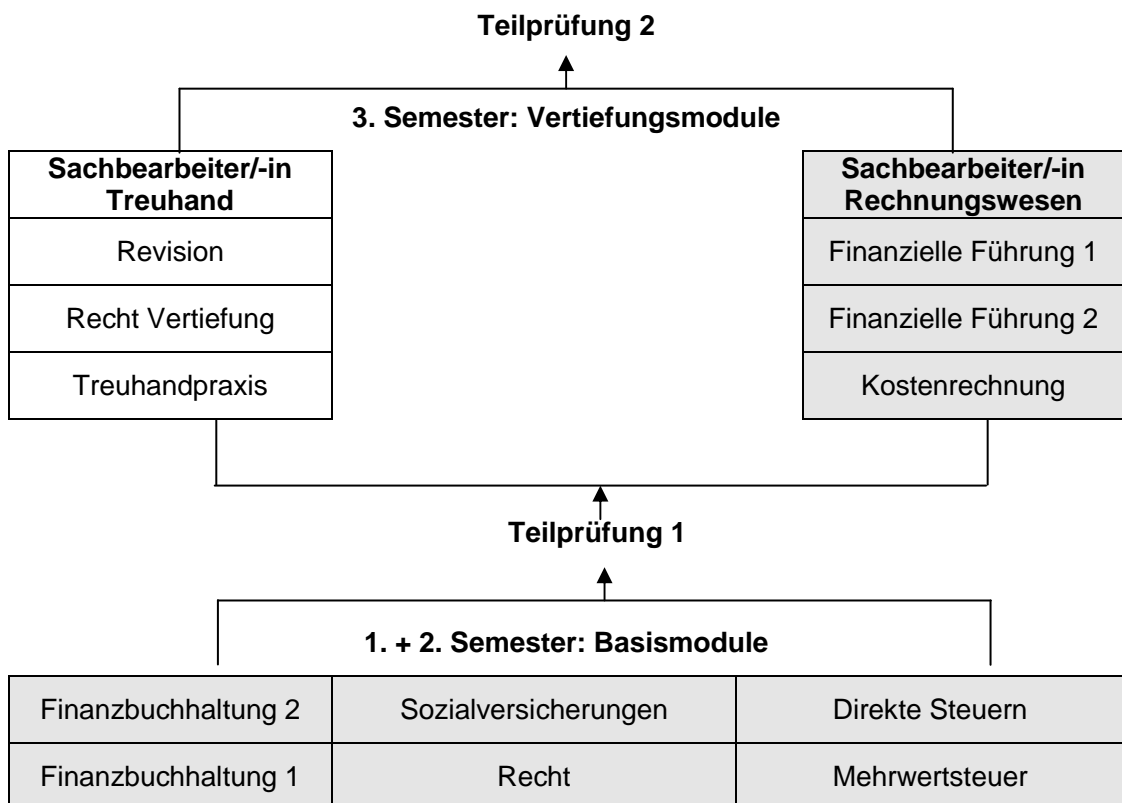 Teilprüfung 2
3. Semester: Vertiefungsmodule
Sachbearbeiter/-in
Treuhand
Revision
Recht Vertiefung
Treuhandpraxis
Sachbearbeiter/-in
Rechnungswesen
Finanzielle Führung 1
Finanzielle Führung 2
Kostenrechnung
Teilprüfung 1
1. + 2. Semester: Basismodule
Finanzbuchhaltung 2
Sozialversicherungen
Direkte Steuern
Finanzbuchhaltung 1
Recht
Mehrwertsteuer